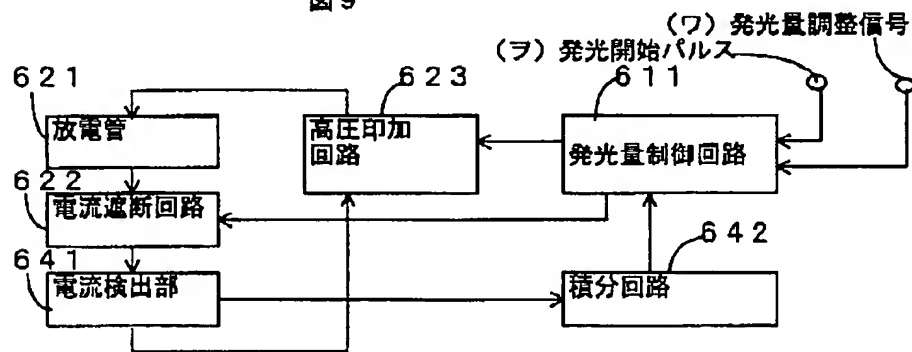 図9
(ワ)発光量調整信号
(ヲ)発光開始パルス
621
623
611
放電管
高圧印加
回路
発光量制御回路
622
電流遮断回路
641
642
電流検出部
積分回路